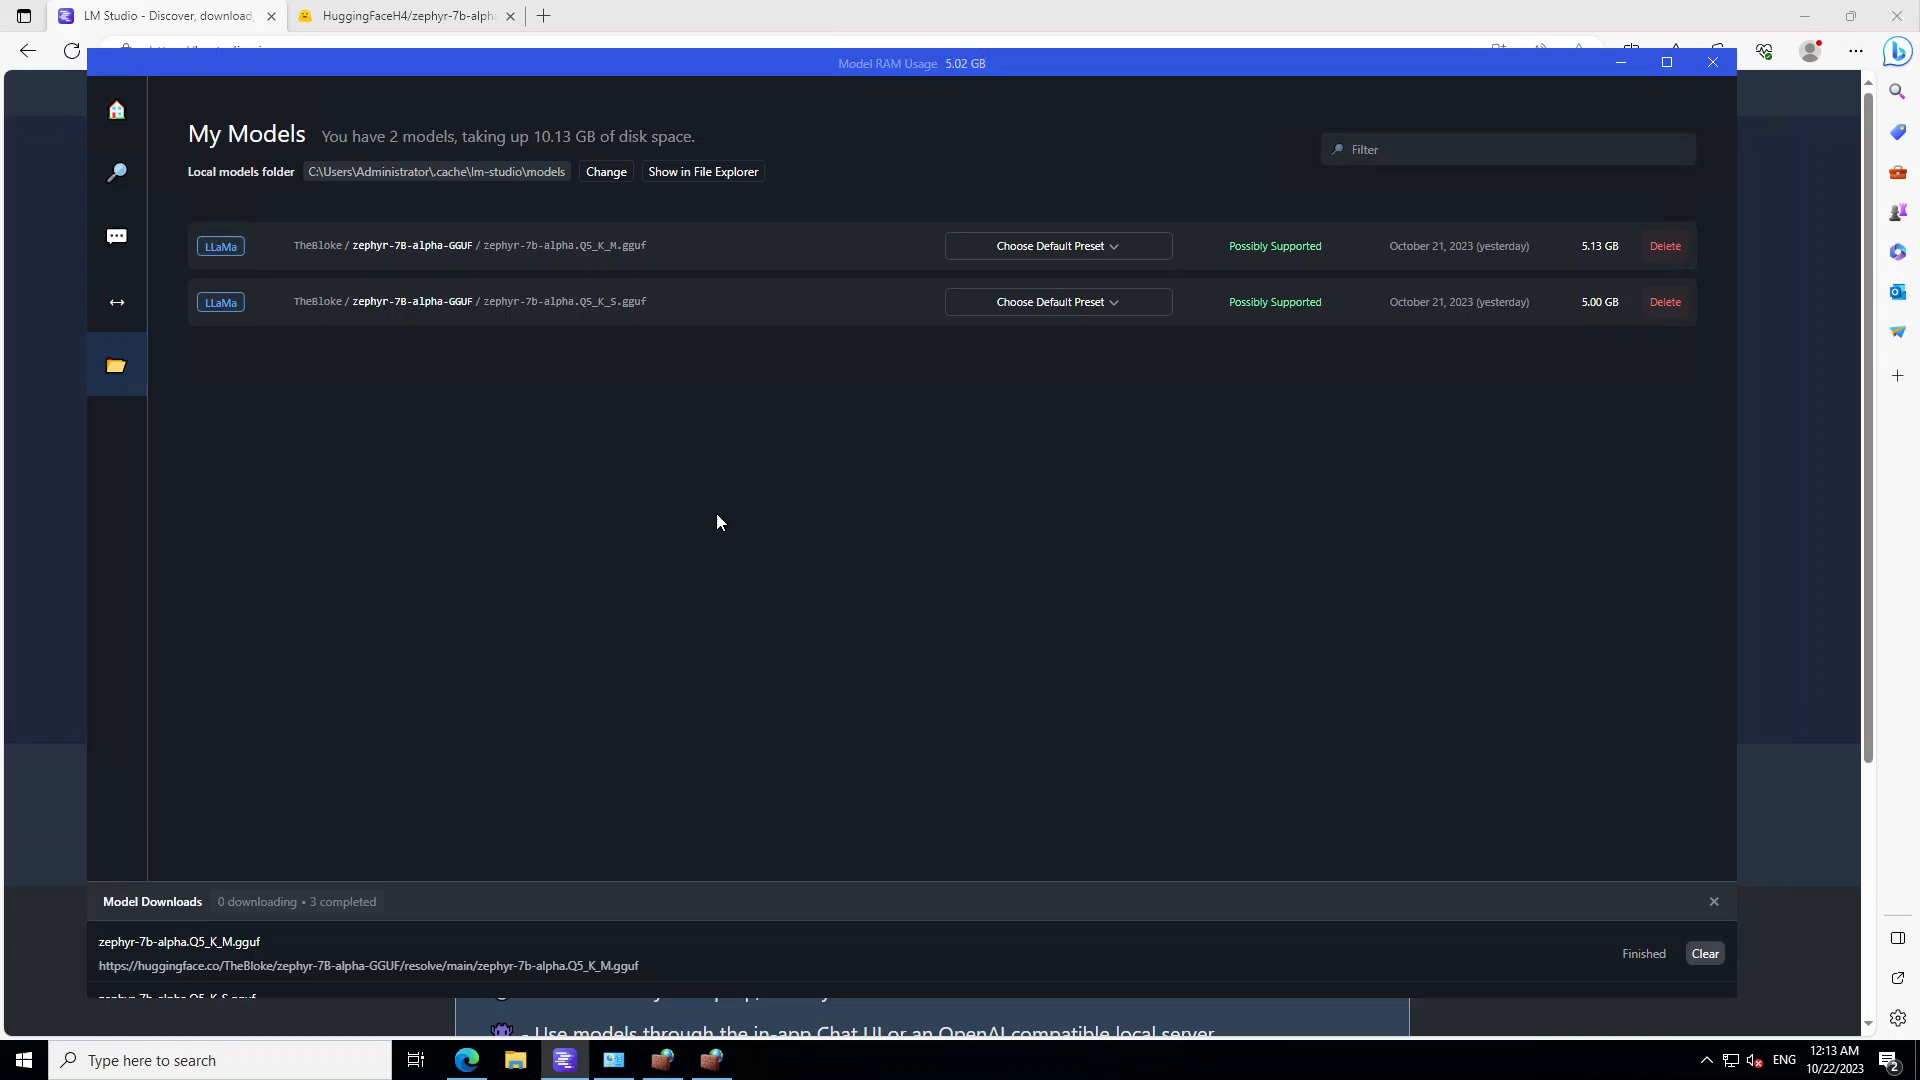 LM Studio - Discover, download,
HuggingFaceH4/zephyr-7b-alph
Model RAM Usage 5.02 GB
My Models You have 2 models, taking up 10.13 GB of disk space.
Filter
Local models folder C:\Users\Administrator\.cache\lm-studio\models Change Show in File Explorer
LLaMa TheBloke / zephyr-7B-alpha-GGUF / zephyr-7b-alpha.Q5_K_M.gguf Choose Default Preset Possibly Supported October 21, 2023 (yesterday) 5.13 GB Delete
LLaMa TheBloke / zephyr-7B-alpha-GGUF / zephyr-7b-alpha.Q5_K_S.gguf Choose Default Preset Possibly Supported October 21, 2023 (yesterday) 5.00 GB Delete
Model Downloads 0 downloading • 3 completed
zephyr-7b-alpha.Q5_K_M.gguf
https://huggingface.co/TheBloke/zephyr-7B-alpha-GGUF/resolve/main/zephyr-7b-alpha.Q5_K_M.gguf
Finished Clear
zephyr-7b-alpha.Q5_K_S.gguf
- Use models through the in-app Chat UI or an OpenAI compatible local server
Type here to search
ENG
12:13 AM
10/22/2023
2